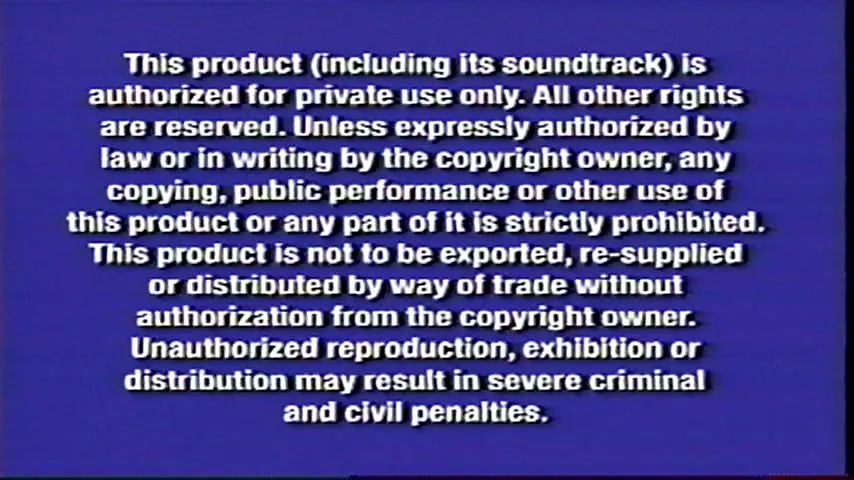 This product (including its soundtrack) is
authorized for private use only. All other rights
are reserved. Unless expressly authorized by
law or in writing by the copyright owner, any
copying, public performance or other use of
this product or any part of it is strictly prohibited.
This product is not to be exported, re-supplied
or distributed by way of trade without
authorization from the copyright owner.
Unauthorized reproduction, exhibition or
distribution may result in severe criminal
and civil penalties.